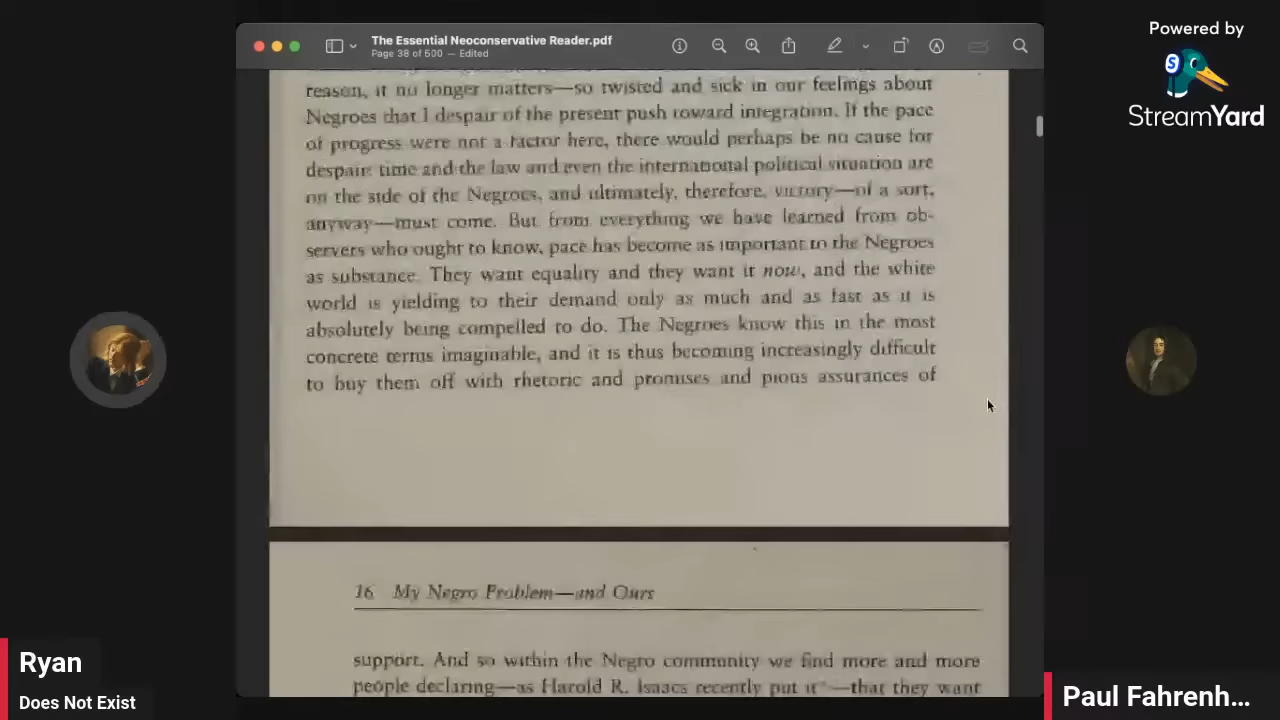 Powered by
StreamYard
The Essential Neoconservative Reader.pdf
Page 38 of 500 — Edited
reason, it no longer matters—so twisted and sick in our feelings about
Negroes that I despair of the present push toward integration. If the pace
of progress were not a factor here, there would perhaps be no cause for
despair: time and the law and even the international political situation are
on the side of the Negroes, and ultimately, therefore, victory—of a sort,
anyway—must come. But from everything we have learned from ob-
servers who ought to know, pace has become as important to the Negroes
as substance. They want equality and they want it now, and the white
world is yielding to their demand only as much and as fast as it is
absolutely being compelled to do. The Negroes know this in the most
concrete terms imaginable, and it is thus becoming increasingly difficult
to buy them off with rhetoric and promises and pious assurances of
16 My Negro Problem—and Ours
support. And so within the Negro community we find more and more
people declaring—as Harold R. Isaacs recently put it*—that they want
Ryan
Does Not Exist
Paul Fahrenh...